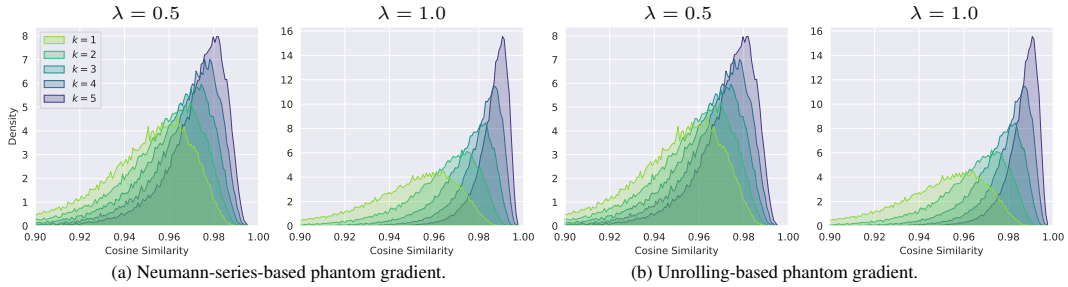 λ = 0.5
λ = 1.0
λ = 0.5
λ = 1.0
Density
8
7
6
5
4
3
2
1
0
k = 1
k = 2
k = 3
k = 4
k = 5
0.90 0.92 0.94 0.96 0.98 1.00
Cosine Similarity
16
14
12
10
8
6
4
2
0
0.90 0.92 0.94 0.96 0.98 1.00
Cosine Similarity
8
7
6
5
4
3
2
1
0
0.90 0.92 0.94 0.96 0.98 1.00
Cosine Similarity
16
14
12
10
8
6
4
2
0
0.90 0.92 0.94 0.96 0.98 1.00
Cosine Similarity
(a) Neumann-series-based phantom gradient.
(b) Unrolling-based phantom gradient.